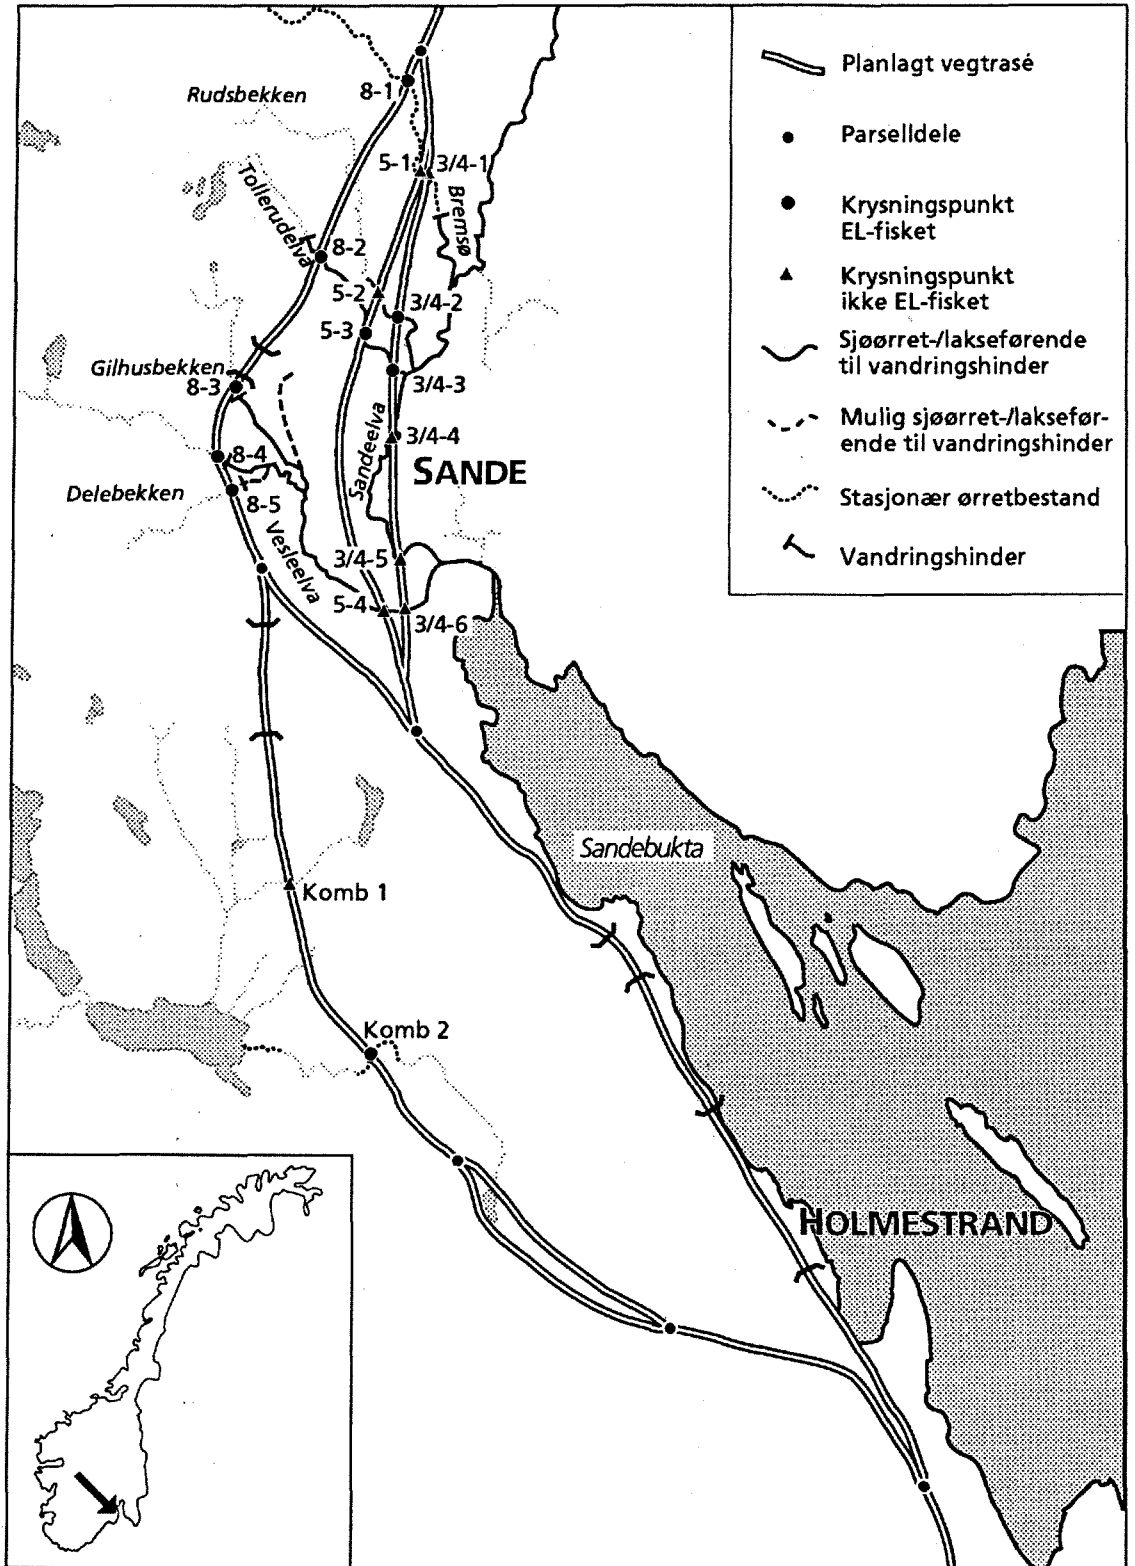 Planlagt vegtrasé
Parselldele
Krysningspunkt
EL-fisket
Krysningspunkt
ikke EL-fisket
Sjøørret-/lakseførende
til vandringshinder
Mulig sjøørret-/laksefør-
ende til vandringshinder
Stasjonær ørretbestand
Vandringshinder
8-1
Rudsbekken
5-1
3/4-1
Tollerudelva
Bremsø
8-2
5-2
3/4-2
5-3
Gilhusbekken
8-3
3/4-3
Sandeelva
3/4-4
8-4
SANDE
Delebekken
8-5
Vesleelva
3/4-5
5-4
3/4-6
Sandebukta
Komb 1
Komb 2
HOLMESTRAND